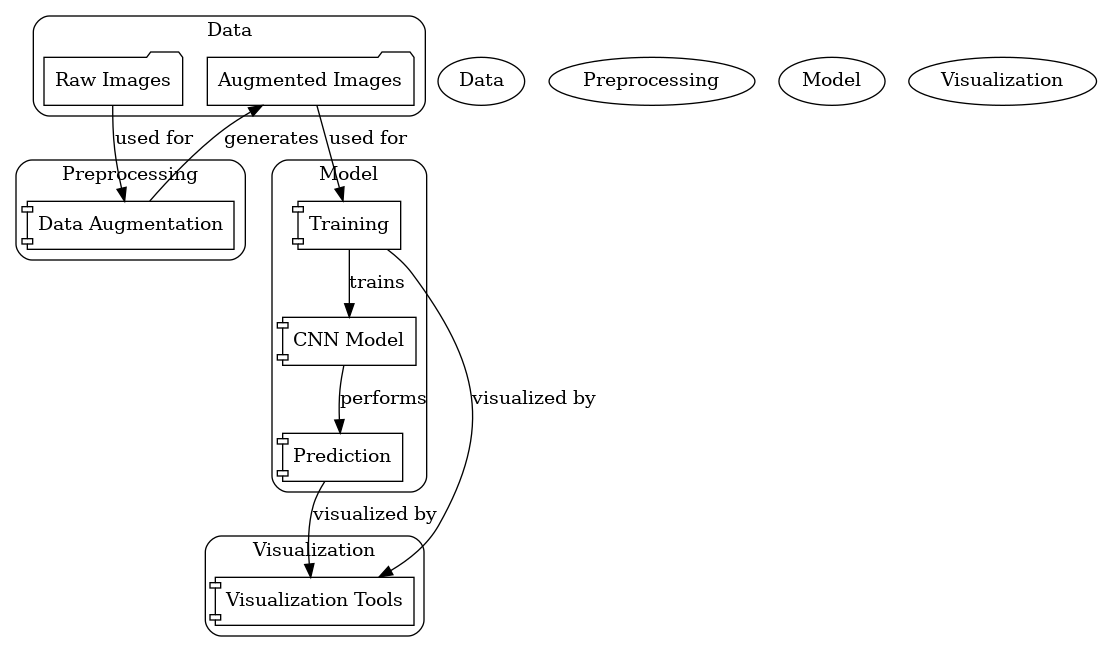 Data
Raw Images
Augmented Images
Data
Preprocessing
Model
Visualization
used for
generates
used for
Preprocessing
Model
Data Augmentation
Training
trains
CNN Model
performs
visualized by
Prediction
visualized by
Visualization
Visualization Tools